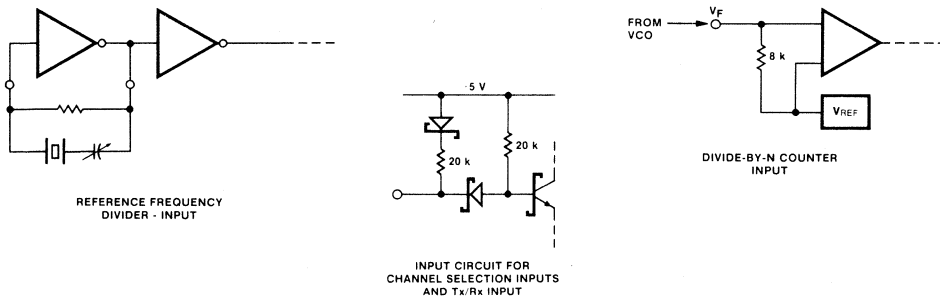 REFERENCE FREQUENCY
DIVIDER - INPUT
5 V
20 k
20 k
INPUT CIRCUIT FOR
CHANNEL SELECTION INPUTS
AND Tx/Rx INPUT
FROM
VCO
VF
8 k
VREF
DIVIDE-BY-N COUNTER
INPUT